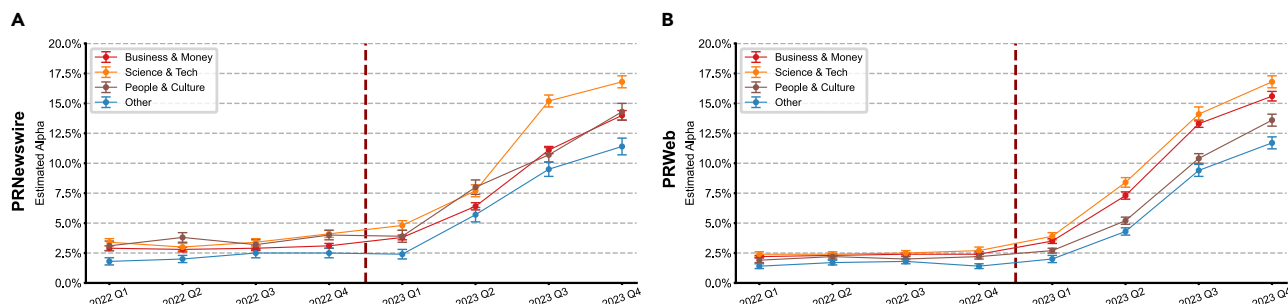 A
PRNewswire
Estimated Alpha
20.0%
17.5%
15.0%
12.5%
10.0%
7.5%
5.0%
2.5%
0.0%
Business & Money
Science & Tech
People & Culture
Other
2022 Q1
2022 Q2
2022 Q3
2022 Q4
2023 Q1
2023 Q2
2023 Q3
2023 Q4
B
PRWeb
Estimated Alpha
20.0%
17.5%
15.0%
12.5%
10.0%
7.5%
5.0%
2.5%
0.0%
Business & Money
Science & Tech
People & Culture
Other
2022 Q1
2022 Q2
2022 Q3
2022 Q4
2023 Q1
2023 Q2
2023 Q3